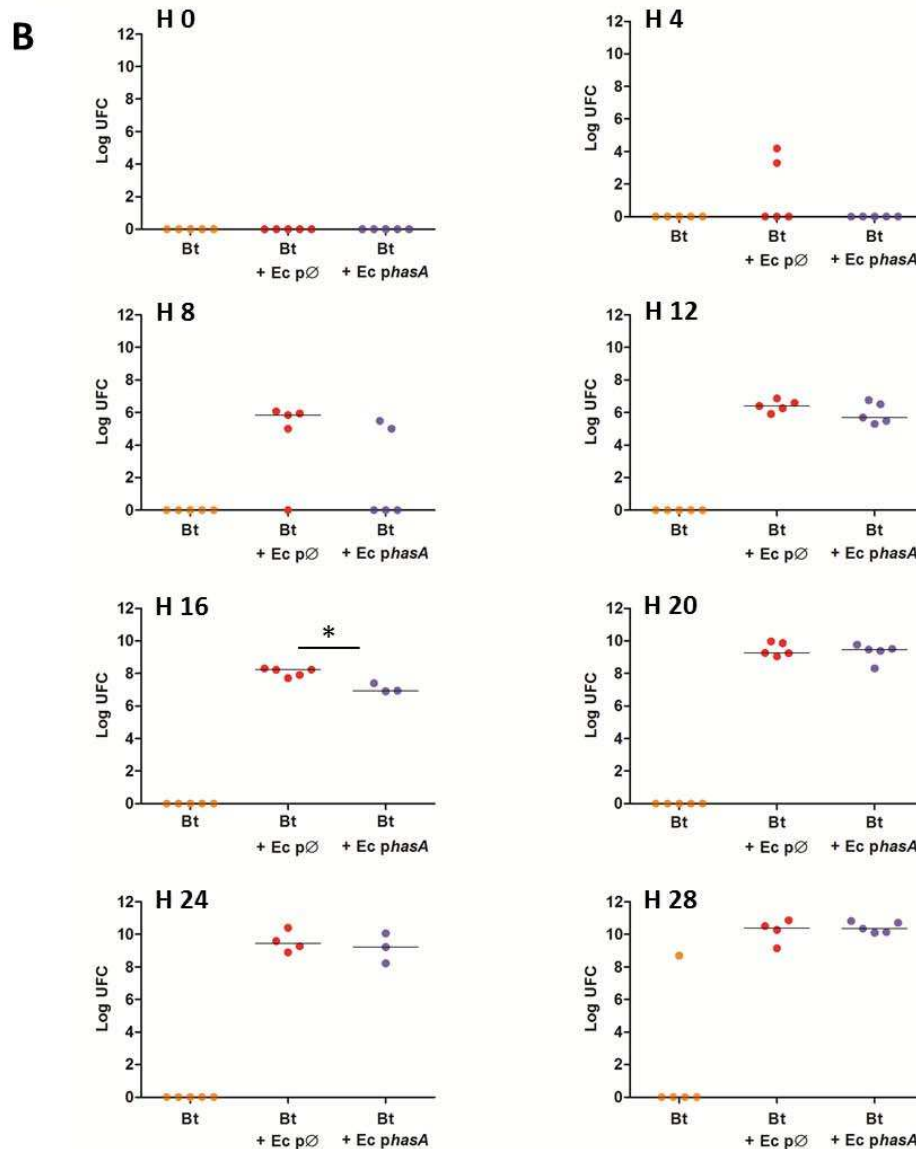 B
H 0
12
10
8
6
4
2
0
Log UFC
Bt
Bt
+ Ec p∅
Bt
+ Ec phasA
H 4
12
10
8
6
4
2
0
Log UFC
Bt
Bt
+ Ec p∅
Bt
+ Ec phasA
H 8
12
10
8
6
4
2
0
Log UFC
Bt
Bt
+ Ec p∅
Bt
+ Ec phasA
H 12
12
10
8
6
4
2
0
Log UFC
Bt
Bt
+ Ec p∅
Bt
+ Ec phasA
H 16
12
10
8
6
4
2
0
Log UFC
*
Bt
Bt
+ Ec p∅
Bt
+ Ec phasA
H 20
12
10
8
6
4
2
0
Log UFC
Bt
Bt
+ Ec p∅
Bt
+ Ec phasA
H 24
12
10
8
6
4
2
0
Log UFC
Bt
Bt
+ Ec p∅
Bt
+ Ec phasA
H 28
12
10
8
6
4
2
0
Log UFC
Bt
Bt
+ Ec p∅
Bt
+ Ec phasA